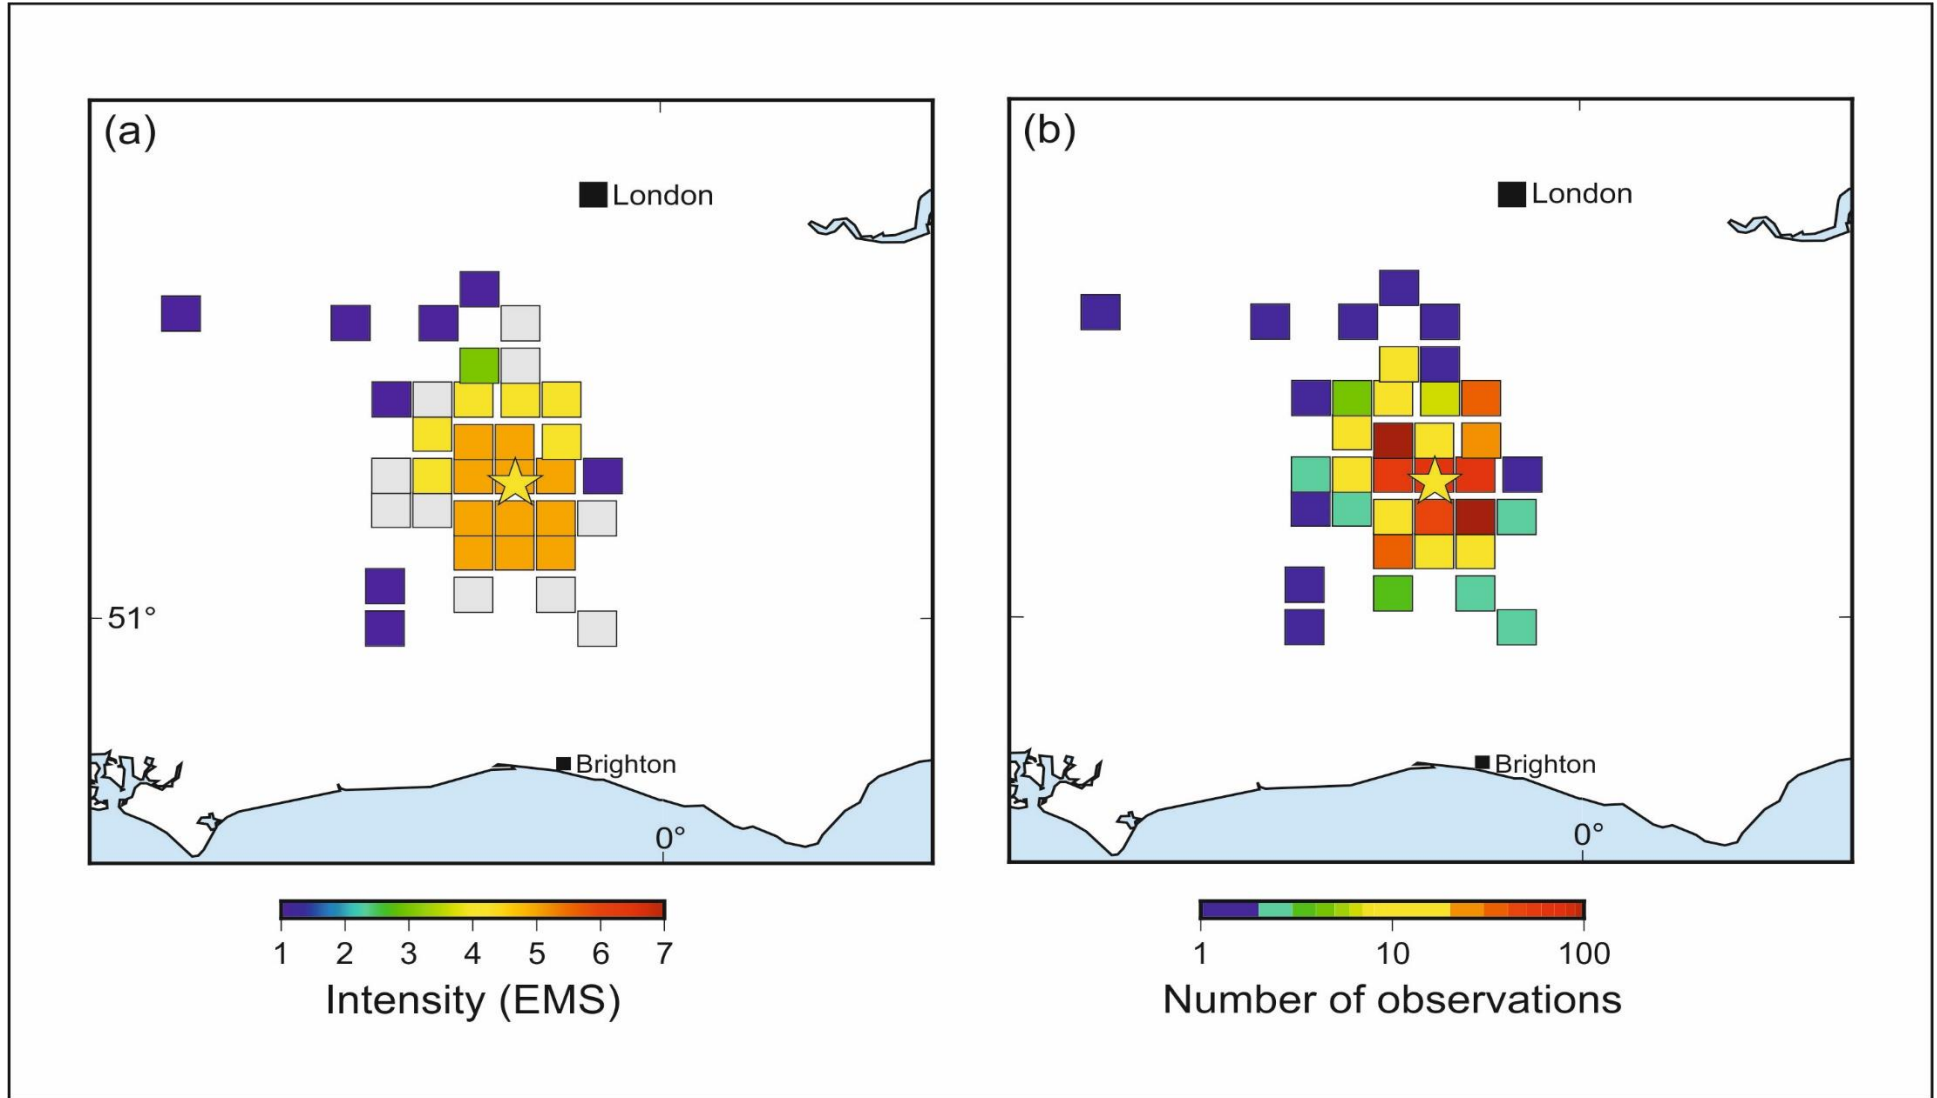 (a)
London
51°
Brighton
0°
1 2 3 4 5 6 7
Intensity (EMS)
(b)
London
Brighton
0°
1 10 100
Number of observations